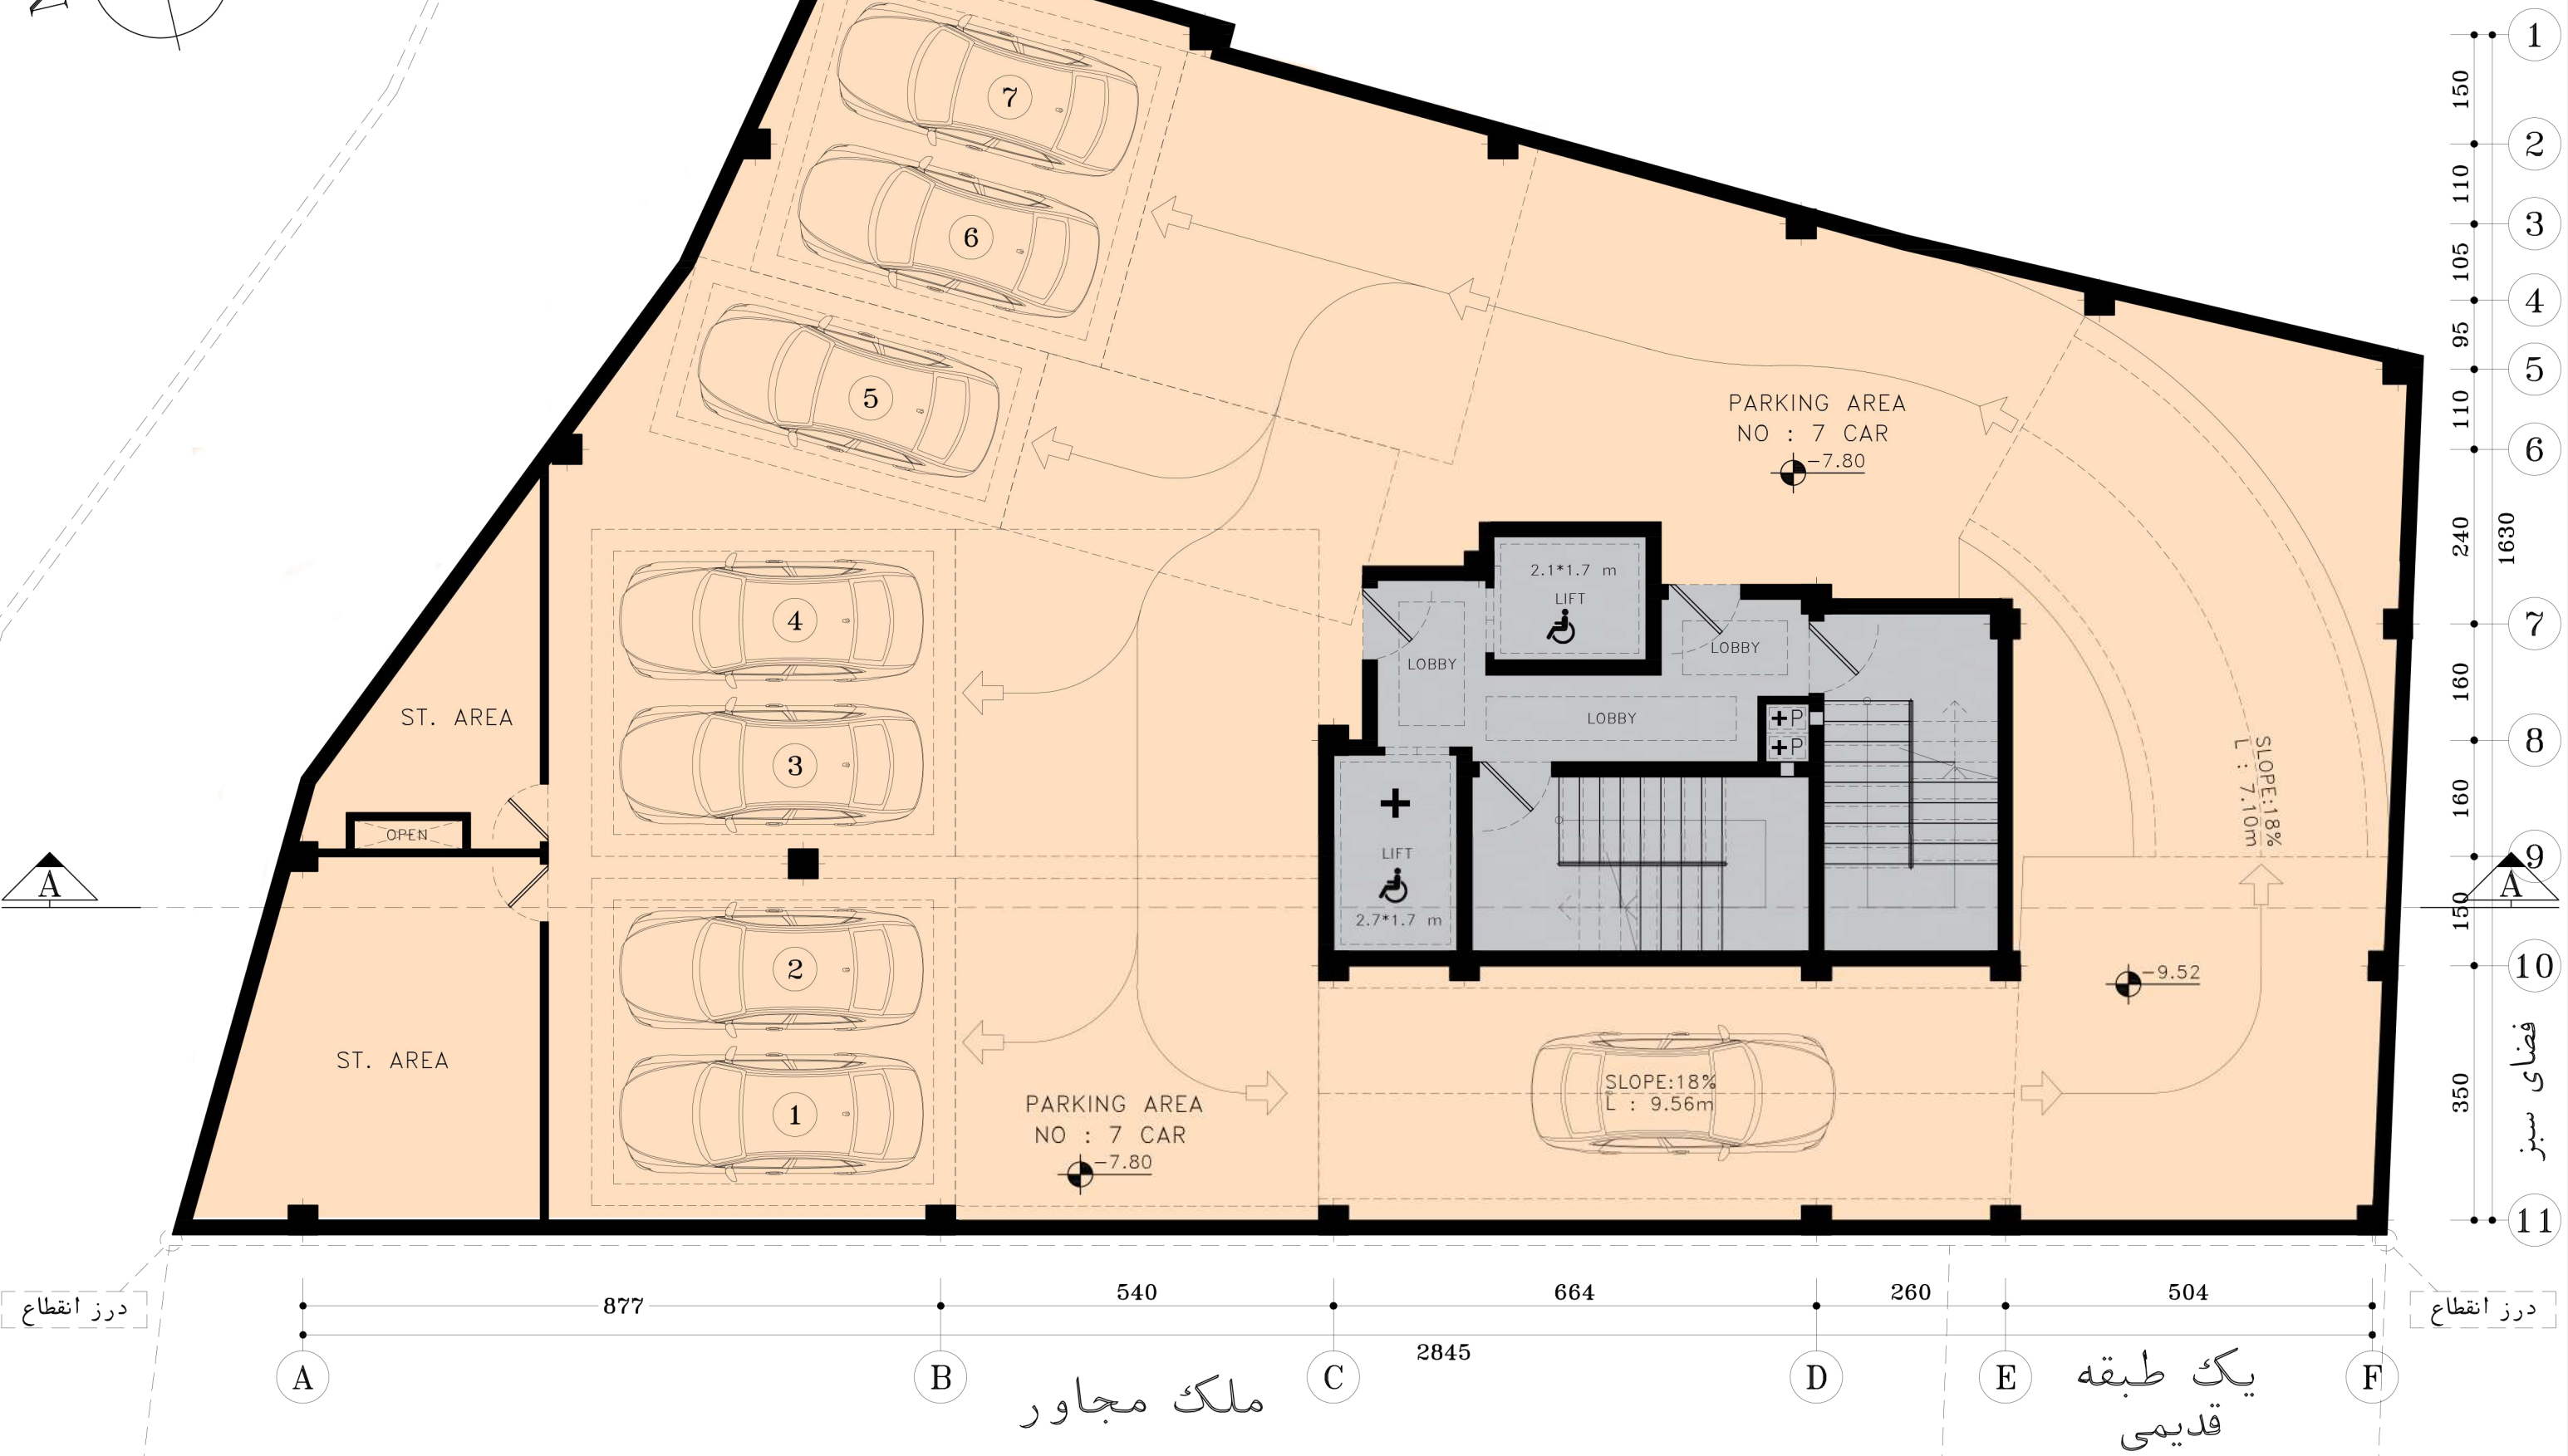 1
150
2
110
3
105
4
95
5
110
6
240
1630
7
160
8
160
9
150
10
350
11
7
6
5
4
3
2
1
PARKING AREA
NO : 7 CAR
-7.80
2.1*1.7 m
LIFT
LOBBY
LOBBY
LOBBY
+P
+P
LIFT
2.7*1.7 m
ST. AREA
OPEN
ST. AREA
A
A
SLOPE:18%
L : 7.10m
-9.52
SLOPE:18%
L : 9.56m
PARKING AREA
NO : 7 CAR
-7.80
فضای سبز
درز انقطاع
درز انقطاع
877
540
664
260
504
2845
A
B
C
D
E
F
ملک مجاور
یک طبقه
قدیمی